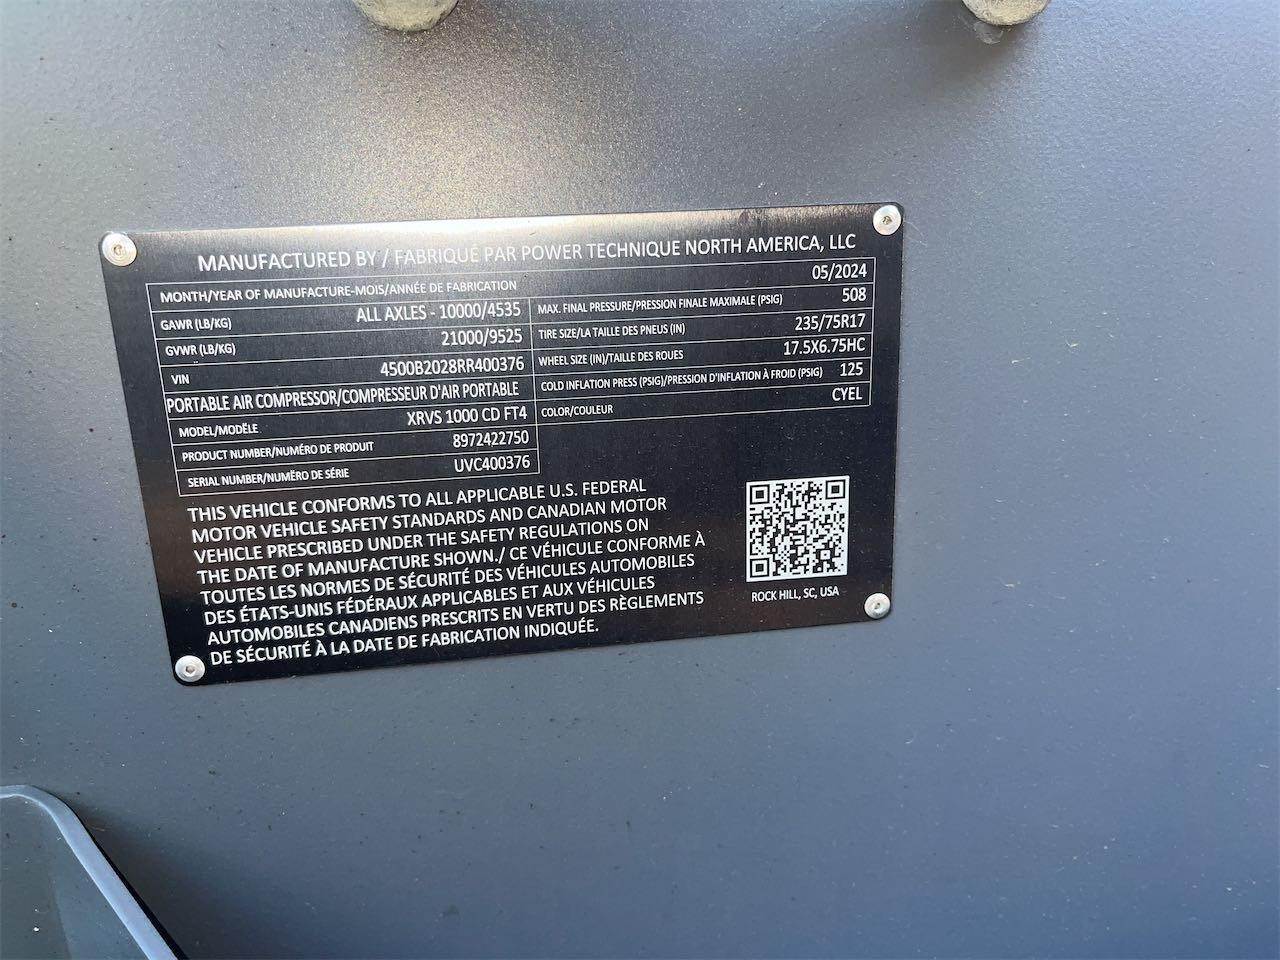 MANUFACTURED BY / FABRIQUÉ PAR POWER TECHNIQUE NORTH AMERICA, LLC
MONTH/YEAR OF MANUFACTURE-MOIS/ANNÉE DE FABRICATION 05/2024
GAWR (LB/KG) ALL AXLES - 10000/4535
GVWR (LB/KG) 21000/9525
VIN 4500B2028RR400376
PORTABLE AIR COMPRESSOR/COMPRESSEUR D'AIR PORTABLE
MODEL/MODÈLE XRVS 1000 CD FT4
PRODUCT NUMBER/NUMÉRO DE PRODUIT 8972422750
SERIAL NUMBER/NUMÉRO DE SÉRIE UVC400376
MAX. FINAL PRESSURE/PRESSION FINALE MAXIMALE (PSIG) 508
TIRE SIZE/LA TAILLE DES PNEUS (IN) 235/75R17
WHEEL SIZE (IN)/TAILLE DES ROUES 17.5X6.75HC
COLD INFLATION PRESS (PSIG)/PRESSION D'INFLATION À FROID (PSIG) 125
COLOR/COULEUR CYEL
THIS VEHICLE CONFORMS TO ALL APPLICABLE U.S. FEDERAL
MOTOR VEHICLE SAFETY STANDARDS AND CANADIAN MOTOR
VEHICLE PRESCRIBED UNDER THE SAFETY REGULATIONS ON
THE DATE OF MANUFACTURE SHOWN./ CE VÉHICULE CONFORME À
TOUTES LES NORMES DE SÉCURITÉ DES VÉHICULES AUTOMOBILES
DES ÉTATS-UNIS FÉDÉRAUX APPLICABLES ET AUX VÉHICULES
AUTOMOBILES CANADIENS PRESCRITS EN VERTU DES RÈGLEMENTS
DE SÉCURITÉ À LA DATE DE FABRICATION INDIQUÉE.
ROCK HILL, SC, USA